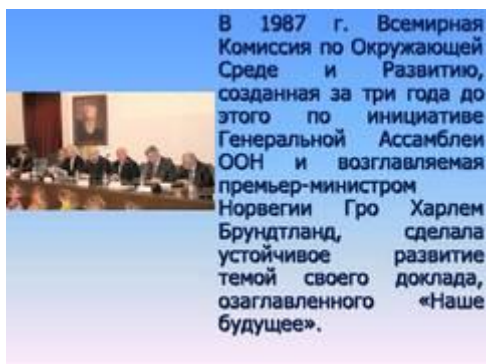 В 1987 г. Всемирная
Комиссия по Окружающей
Среде и Развитию,
созданная за три года до
этого по инициативе
Генеральной Ассамблеи
ООН и возглавляемая
премьер-министром
Норвегии Гро Харлем
Брундтланд, сделала
устойчивое развитие
темой своего доклада,
озаглавленного «Наше
будущее».